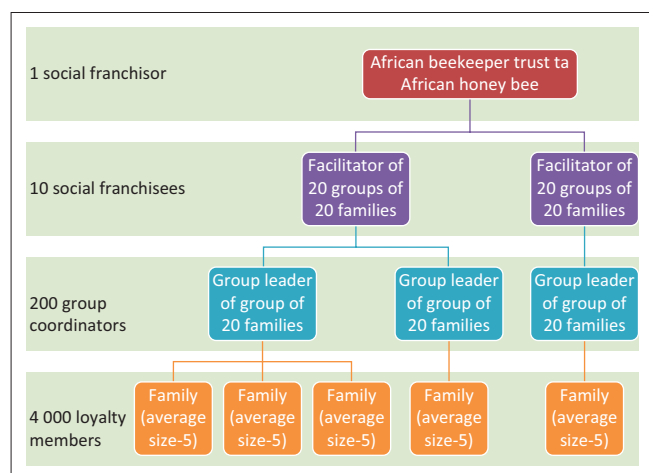 1 social franchisor
African beekeeper trust ta
African honey bee
10 social franchisees
Facilitator of
20 groups of
20 families
Facilitator of
20 groups of
20 families
200 group
coordinators
Group leader
of group of
20 families
Group leader
of group of
20 families
Group leader
of group of
20 families
4 000 loyalty
members
Family
(average
size-5)
Family
(average
size-5)
Family
(average
size-5)
Family
(average
size-5)
Family
(average
size-5)